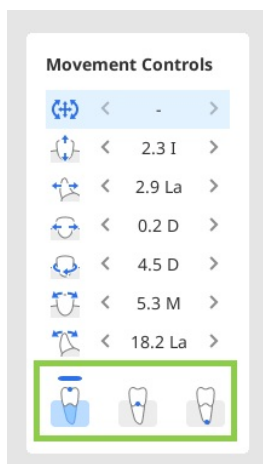 Movement Controls
< - >
< 2.3 I >
< 2.9 La >
< 0.2 D >
< 4.5 D >
< 5.3 M >
< 18.2 La >